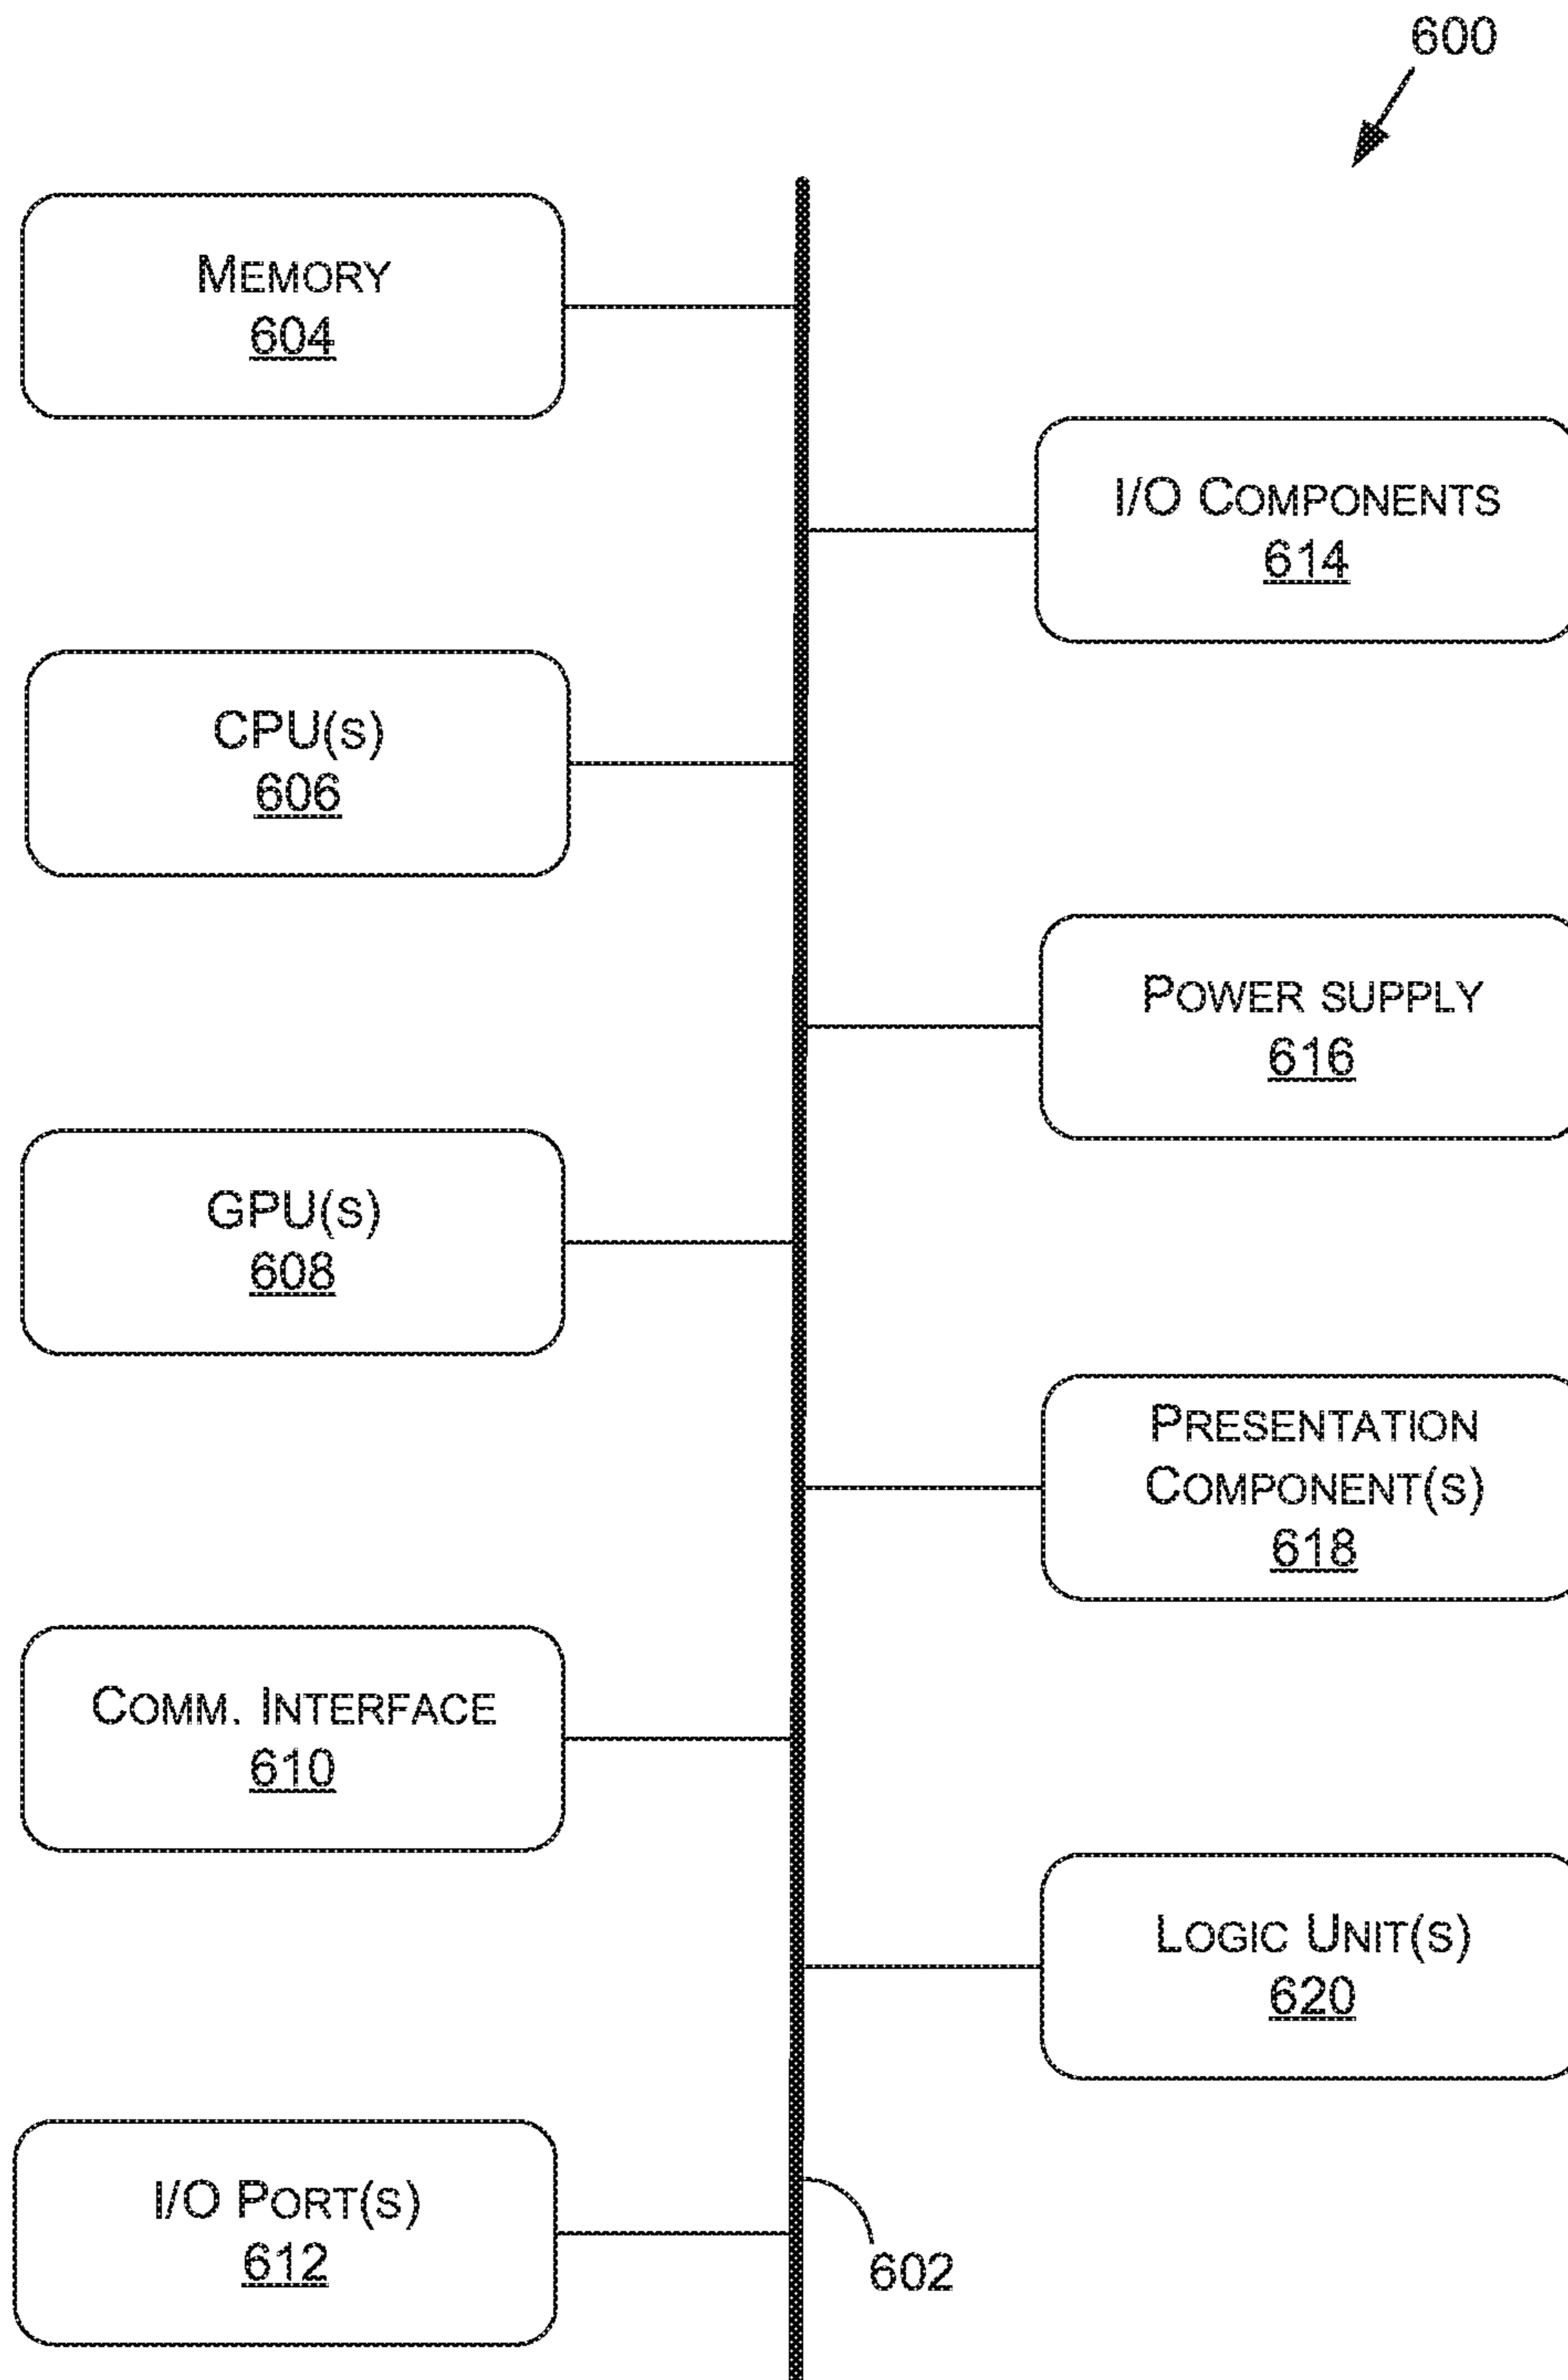 600
MEMORY
604
I/O COMPONENTS
614
CPU(S)
606
POWER SUPPLY
616
GPU(S)
608
PRESENTATION
COMPONENT(S)
618
COMM. INTERFACE
610
LOGIC UNIT(S)
620
I/O PORT(S)
612
602